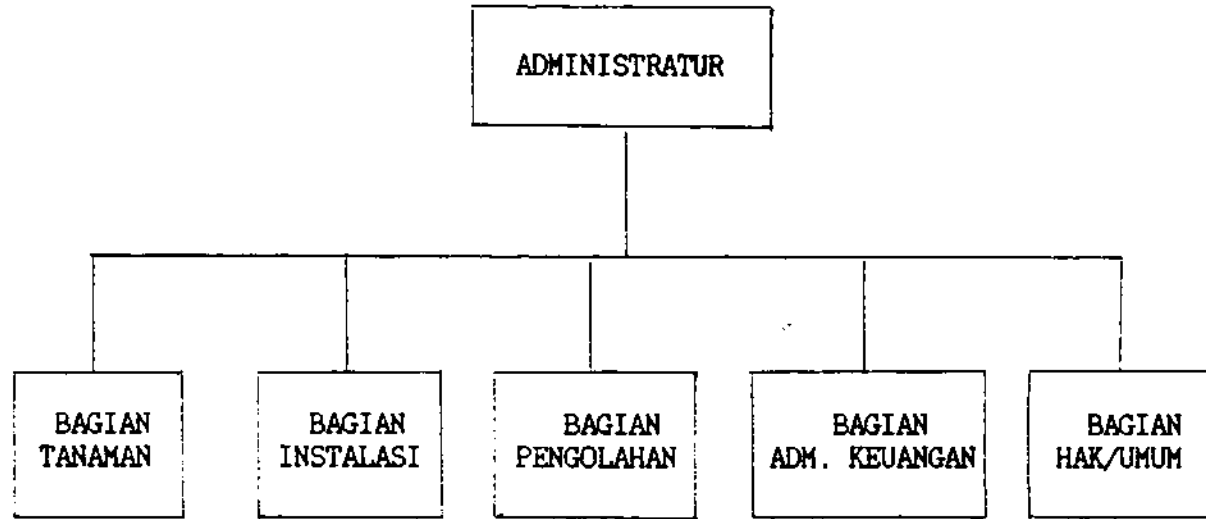 ADMINISTRATUR
BAGIAN
TANAMAN
BAGIAN
INSTALASI
BAGIAN
PENGOLAHAN
BAGIAN
ADM. KEUANGAN
BAGIAN
HAK/UMUM